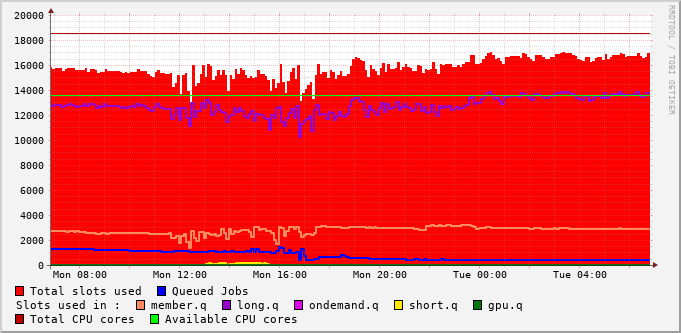 20000
18000
16000
14000
12000
10000
8000
6000
4000
2000
0
Mon 08:00 Mon 12:00 Mon 16:00 Mon 20:00 Tue 00:00 Tue 04:00
RRDTOOL / TOBI OETIKER
Total slots used Queued Jobs
Slots used in : member.q long.q ondemand.q short.q gpu.q
Total CPU cores Available CPU cores